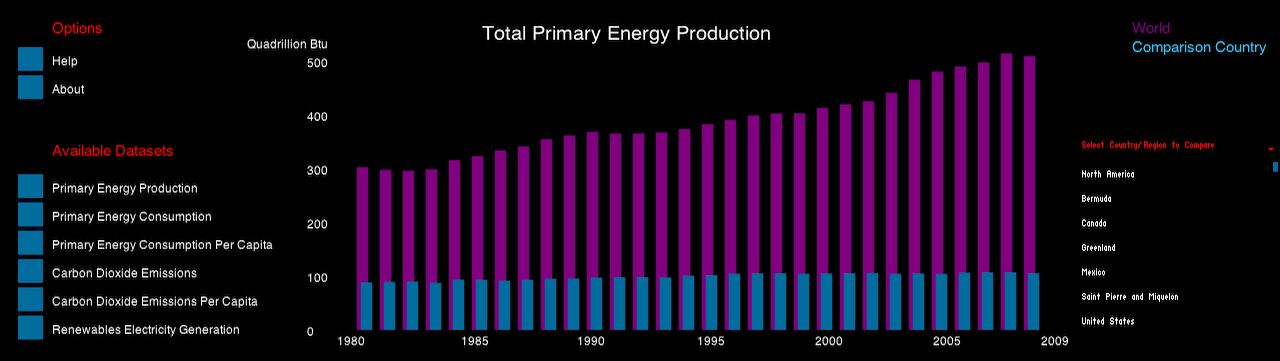 Options
Help
About
Available Datasets
Primary Energy Production
Primary Energy Consumption
Primary Energy Consumption Per Capita
Carbon Dioxide Emissions
Carbon Dioxide Emissions Per Capita
Renewables Electricity Generation
Total Primary Energy Production
Quadrillion Btu
500
400
300
200
100
0
1980 1985 1990 1995 2000 2005 2009
World
Comparison Country
Select Country/Region to Compare
North America
Bermuda
Canada
Greenland
Mexico
Saint Pierre and Miquelon
United States